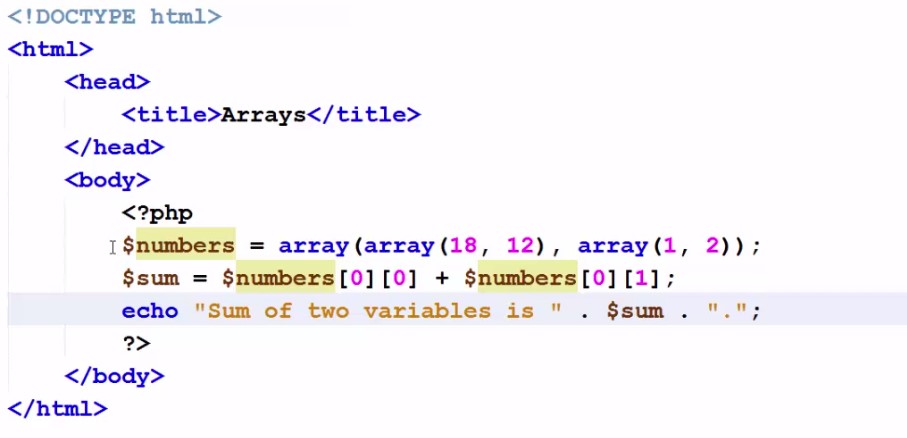 <!DOCTYPE html>
<html>
    <head>
        <title>Arrays</title>
    </head>
    <body>
        <?php
        $numbers = array(array(18, 12), array(1, 2));
        $sum = $numbers[0][0] + $numbers[0][1];
        echo "Sum of two variables is " . $sum . ".";
        ?>
    </body>
</html>